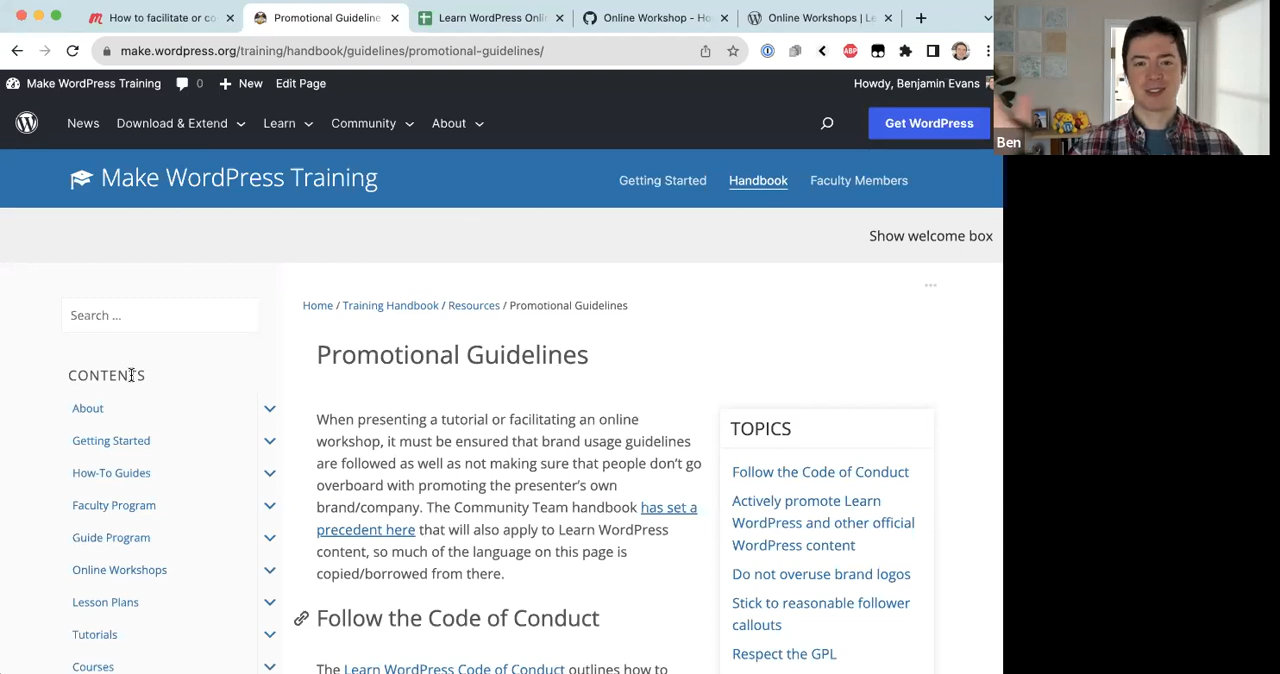 How to facilitate or co
Promotional Guideline
Learn WordPress Onli
Online Workshop - Ho
Online Workshops | Le
make.wordpress.org/training/handbook/guidelines/promotional-guidelines/
ABP
Make WordPress Training
0
New
Edit Page
Howdy, Benjamin Evans
Ben
News
Download & Extend
Learn
Community
About
Get WordPress
Make WordPress Training
Getting Started
Handbook
Faculty Members
Show welcome box
Search ...
Home / Training Handbook / Resources / Promotional Guidelines
Promotional Guidelines
CONTENTS
About
Getting Started
How-To Guides
Faculty Program
Guide Program
Online Workshops
Lesson Plans
Tutorials
Courses
When presenting a tutorial or facilitating an online
workshop, it must be ensured that brand usage guidelines
are followed as well as not making sure that people don't go
overboard with promoting the presenter's own
brand/company. The Community Team handbook has set a
precedent here that will also apply to Learn WordPress
content, so much of the language on this page is
copied/borrowed from there.
Follow the Code of Conduct
The Learn WordPress Code of Conduct outlines how to
TOPICS
Follow the Code of Conduct
Actively promote Learn
WordPress and other official
WordPress content
Do not overuse brand logos
Stick to reasonable follower
callouts
Respect the GPL